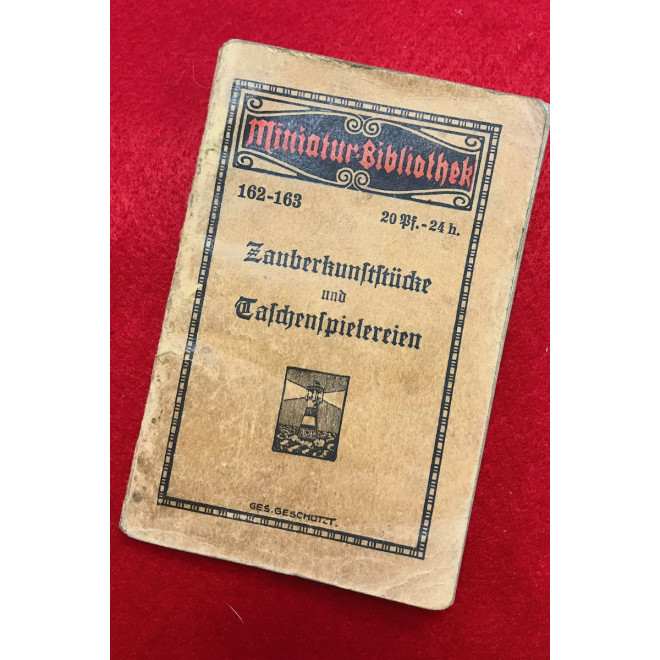 Miniatur-Bibliothek
162-163
20 Pf.-24 h.
Zauberkunſtſtücke
und
Taſchenſpielereien
GES. GESCHÜTZT.